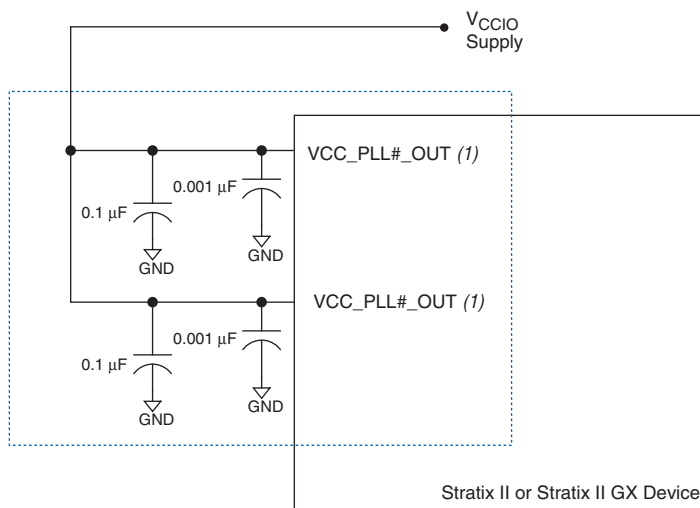 VCCIO
Supply
VCC_PLL#_OUT (1)
0.001 µF
0.1 µF
GND
GND
VCC_PLL#_OUT (1)
0.001 µF
0.1 µF
GND
GND
Stratix II or Stratix II GX Device